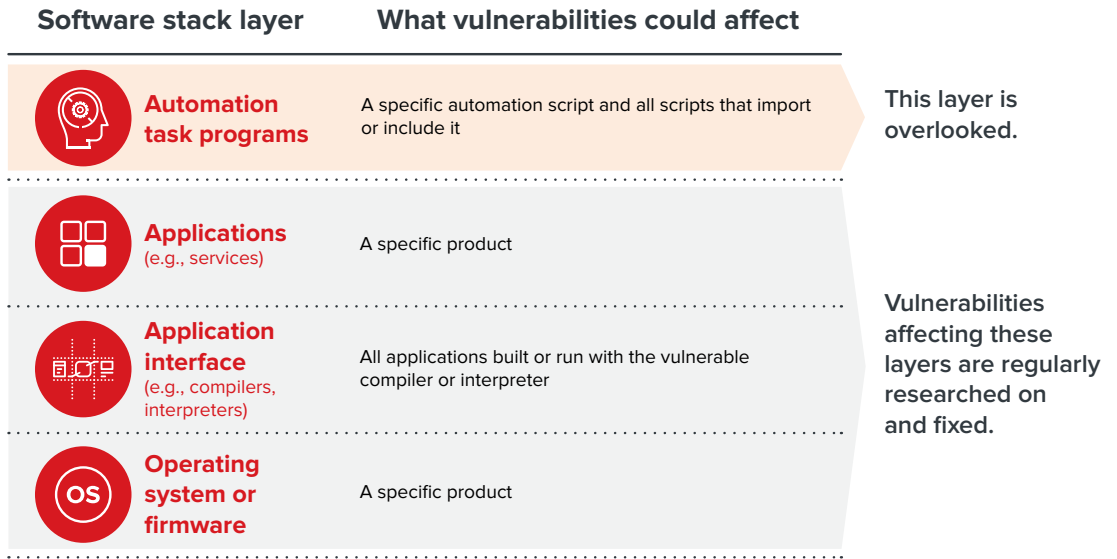 Software stack layer
What vulnerabilities could affect
Automation
task programs
A specific automation script and all scripts that import
or include it
This layer is
overlooked.
Applications
(e.g., services)
A specific product
Application
interface
(e.g., compilers,
interpreters)
All applications built or run with the vulnerable
compiler or interpreter
Vulnerabilities
affecting these
layers are regularly
researched on
and fixed.
OS
Operating
system or
firmware
A specific product